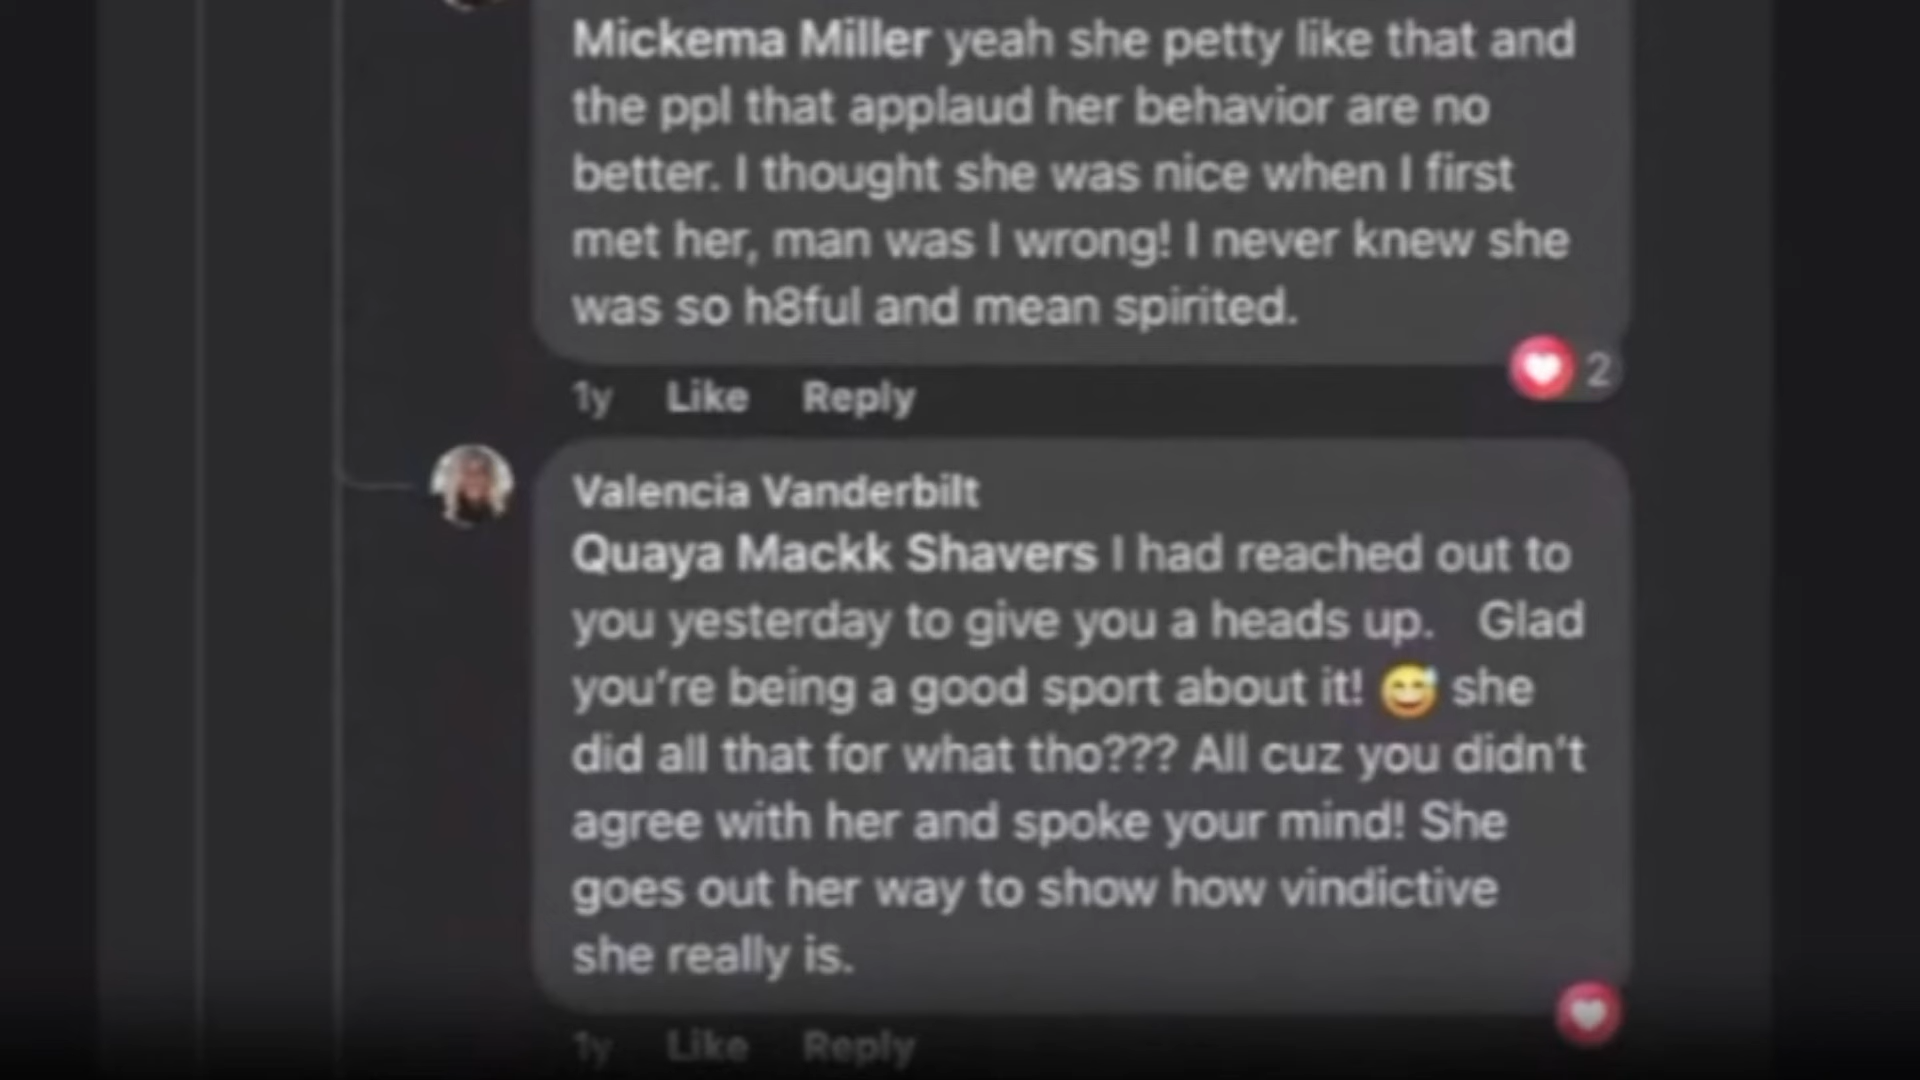 Mickema Miller yeah she petty like that and
the ppl that applaud her behavior are no
better. I thought she was nice when I first
met her, man was I wrong! I never knew she
was so h8ful and mean spirited.
2
1y Like Reply
Valencia Vanderbilt
Quaya Mackk Shavers I had reached out to
you yesterday to give you a heads up. Glad
you're being a good sport about it! 😅 she
did all that for what tho??? All cuz you didn't
agree with her and spoke your mind! She
goes out her way to show how vindictive
she really is.
1y Like Reply